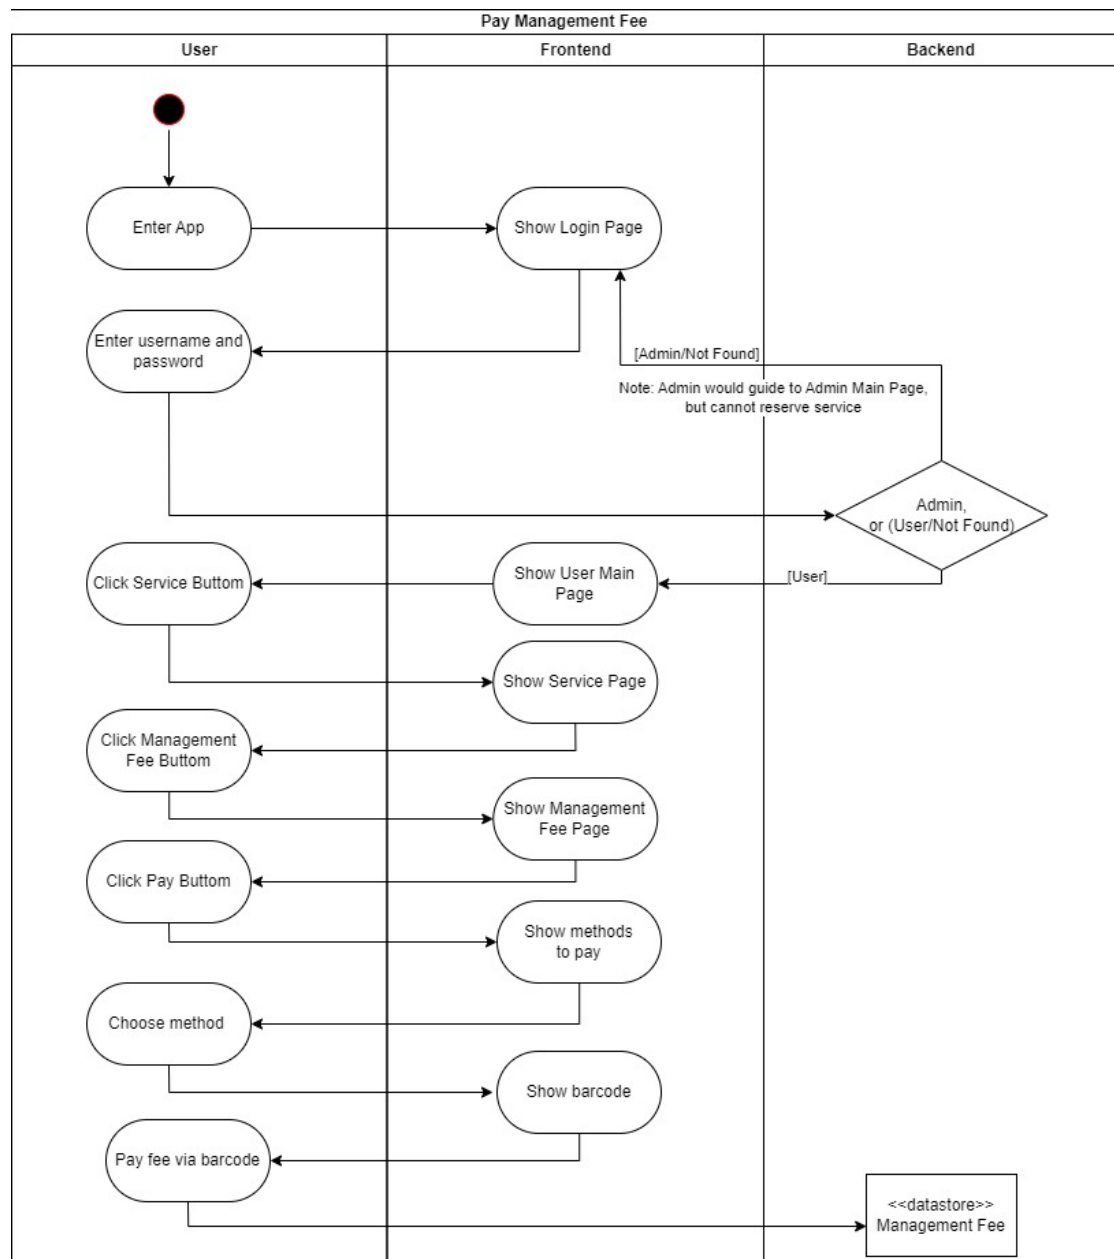 Pay Management Fee
User
Frontend
Backend
Enter App
Show Login Page
Enter username and
password
[Admin/Not Found]
Note: Admin would guide to Admin Main Page,
but cannot reserve service
Admin,
or (User/Not Found)
Click Service Buttom
Show User Main
Page
[User]
Show Service Page
Click Management
Fee Buttom
Show Management
Fee Page
Click Pay Buttom
Show methods
to pay
Choose method
Show barcode
Pay fee via barcode
<<datastore>>
Management Fee